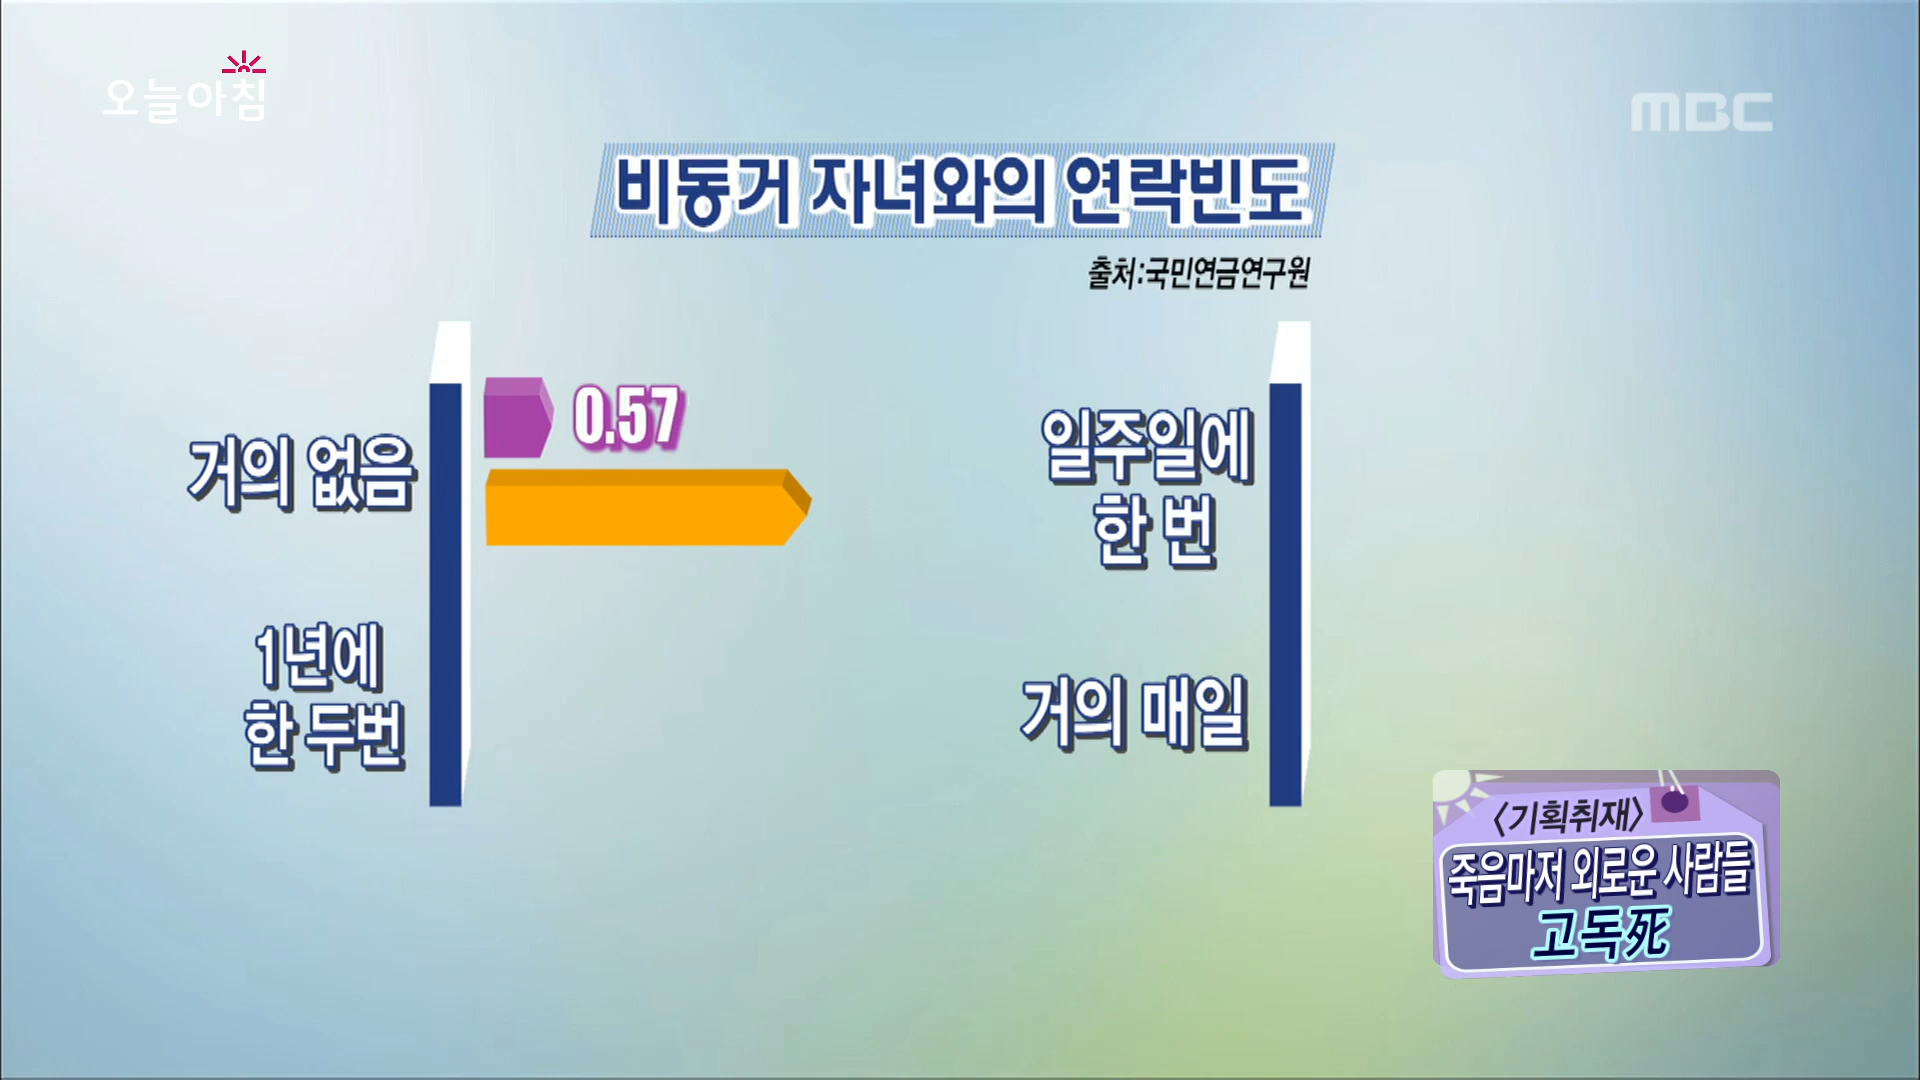 오늘아침
MBC
비동거 자녀와의 연락빈도
출처:국민연금연구원
거의 없음
0.57
1년에
한 두번
일주일에
한 번
거의 매일
<기획취재>
죽음마저 외로운 사람들
고독死